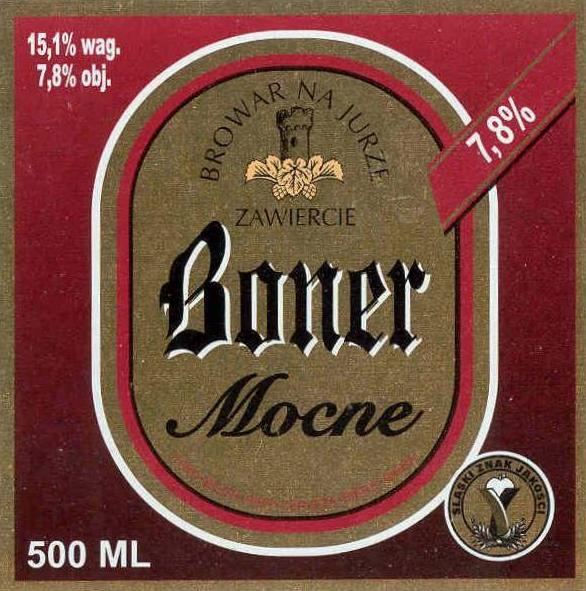 15,1% wag.
7,8% obj.
7,8%
BROWAR NA JURZE
ZAWIERCIE
Boner
Mocne
ŚLĄSKI ZNAK JAKOŚCI
500 ML